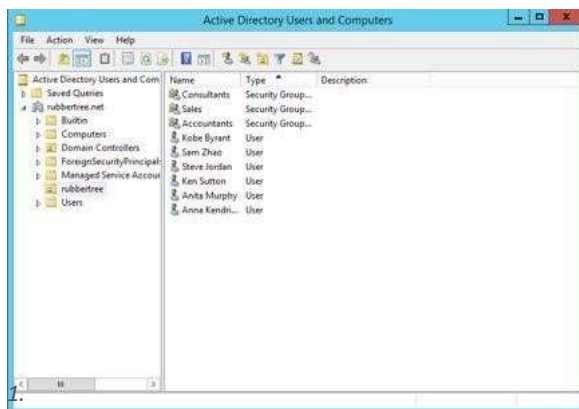 Active Directory Users and Computers
File Action View Help
Active Directory Users and Com
Saved Queries
rubbertree.net
Builtin
Computers
Domain Controllers
ForeignSecurityPrincipal:
Managed Service Accou
rubbertree
Users
Name Type Description
Consultants Security Group...
Sales Security Group...
Accountants Security Group...
Kobe Byrant User
Sam Zhao User
Steve Jordan User
Ken Sutton User
Anita Murphy User
Anna Kendri... User
1.